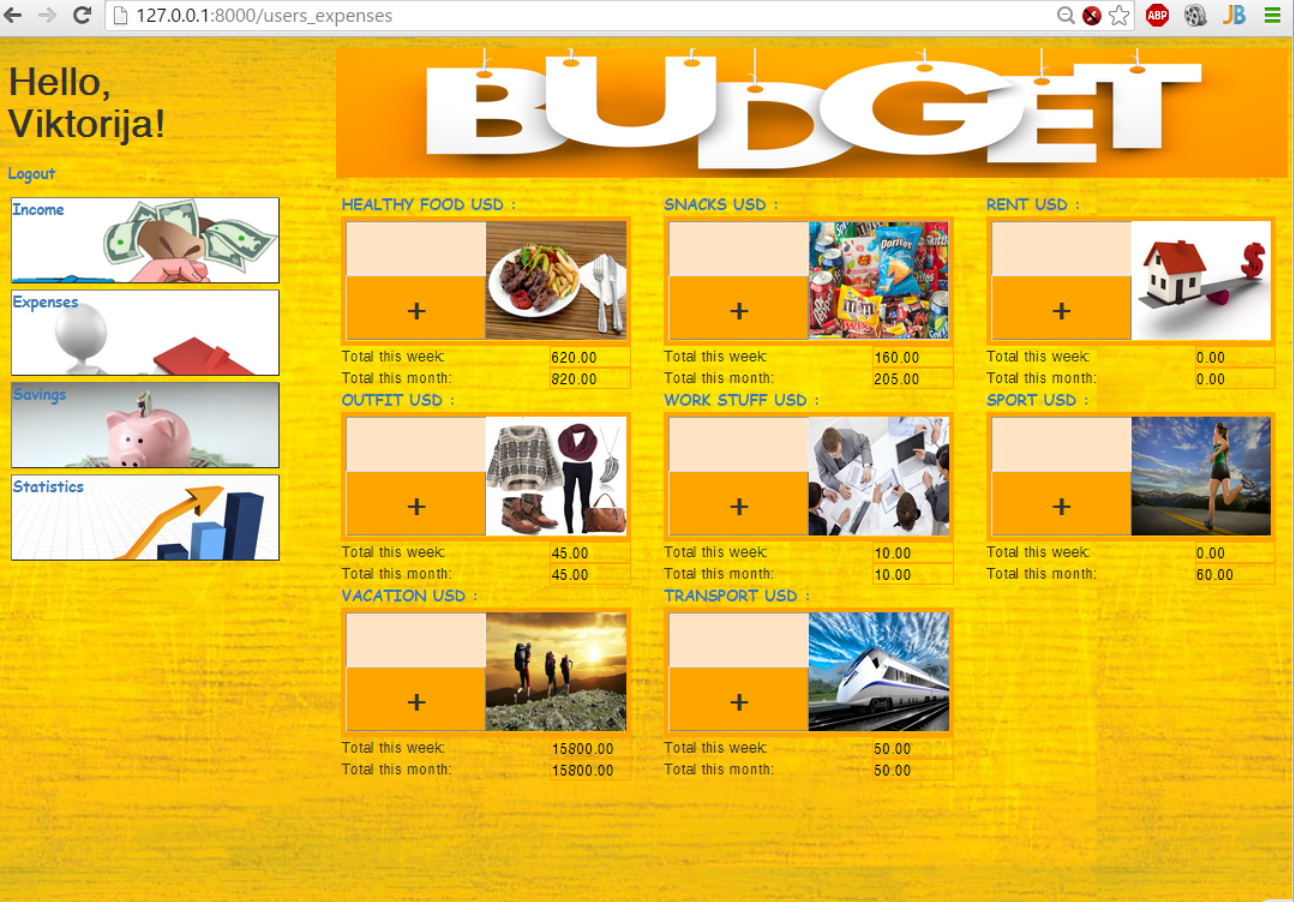 127.0.0.1:8000/users_expenses
ABP
JB
Hello,
Viktorija!
Logout
Income
Expenses
Savings
Statistics
BUDGET
HEALTHY FOOD USD :
+
Total this week: 620.00
Total this month: 820.00
SNACKS USD :
+
Doritos
m&m
Total this week: 160.00
Total this month: 205.00
RENT USD :
+
$
Total this week: 0.00
Total this month: 0.00
OUTFIT USD :
+
Total this week: 45.00
Total this month: 45.00
WORK STUFF USD :
+
Total this week: 10.00
Total this month: 10.00
SPORT USD :
+
Total this week: 0.00
Total this month: 60.00
VACATION USD :
+
Total this week: 15800.00
Total this month: 15800.00
TRANSPORT USD :
+
Total this week: 50.00
Total this month: 50.00